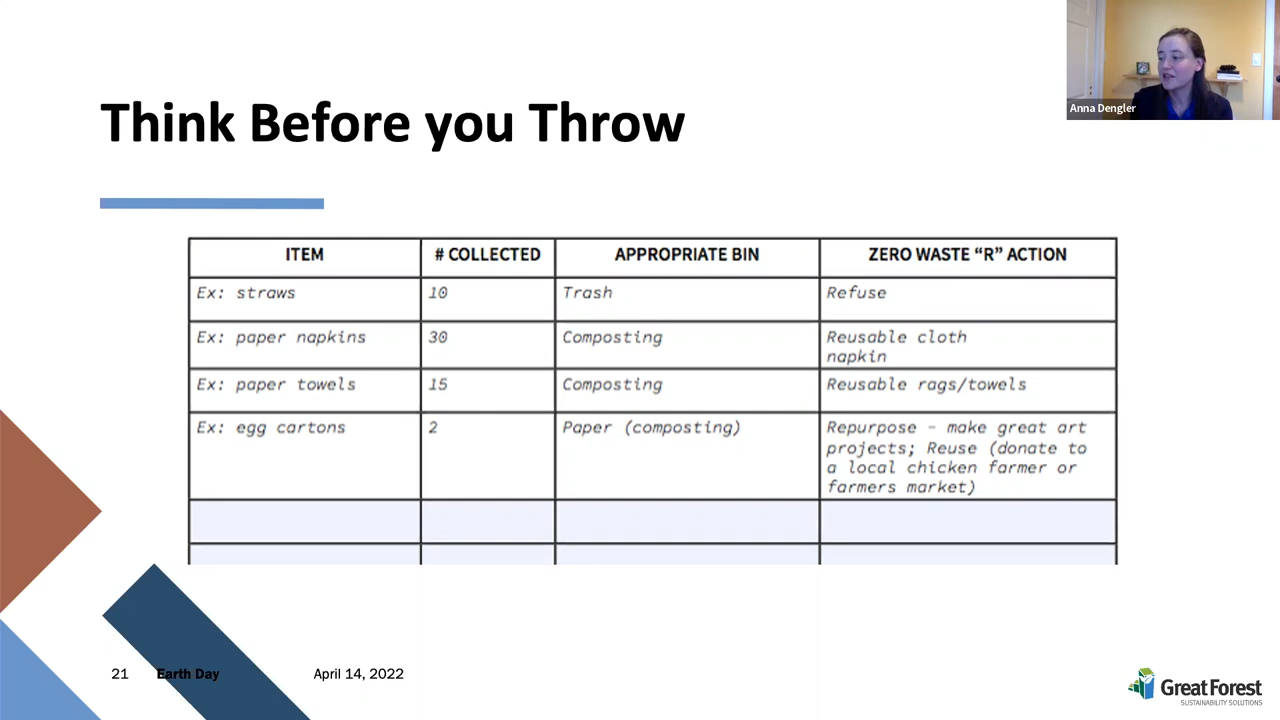 Anna Dengler
Think Before you Throw
ITEM # COLLECTED APPROPRIATE BIN ZERO WASTE “R” ACTION
Ex: straws 10 Trash Refuse
Ex: paper napkins 30 Composting Reusable cloth
napkin
Ex: paper towels 15 Composting Reusable rags/towels
Ex: egg cartons 2 Paper (composting) Repurpose - make great art
projects; Reuse (donate to
a local chicken farmer or
farmers market)
21 Earth Day April 14, 2022
GreatForest
SUSTAINABILITY SOLUTIONS